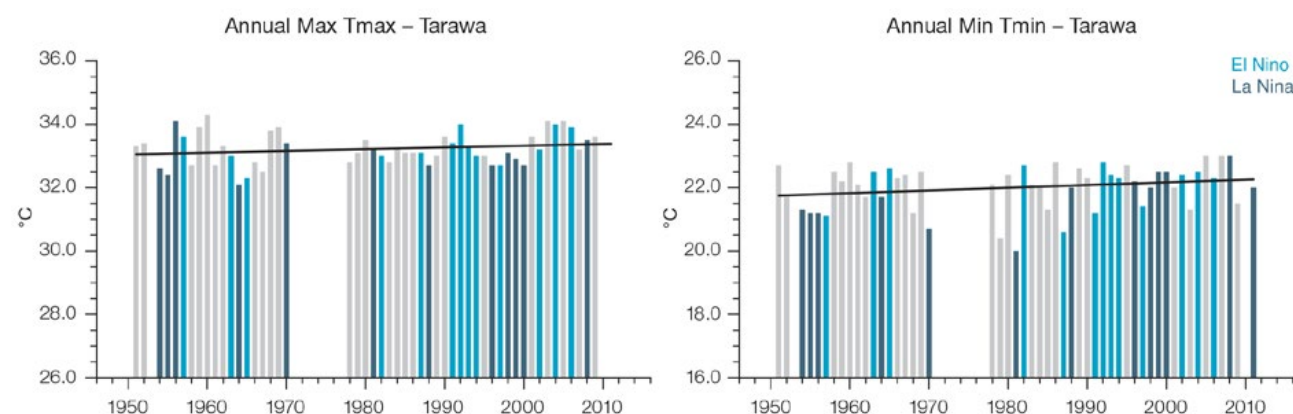 Annual Max Tmax – Tarawa
36.0
34.0
32.0
30.0
28.0
26.0
°C
1950 1960 1970 1980 1990 2000 2010
Annual Min Tmin – Tarawa
El Nino
La Nina
26.0
24.0
22.0
20.0
18.0
16.0
°C
1950 1960 1970 1980 1990 2000 2010